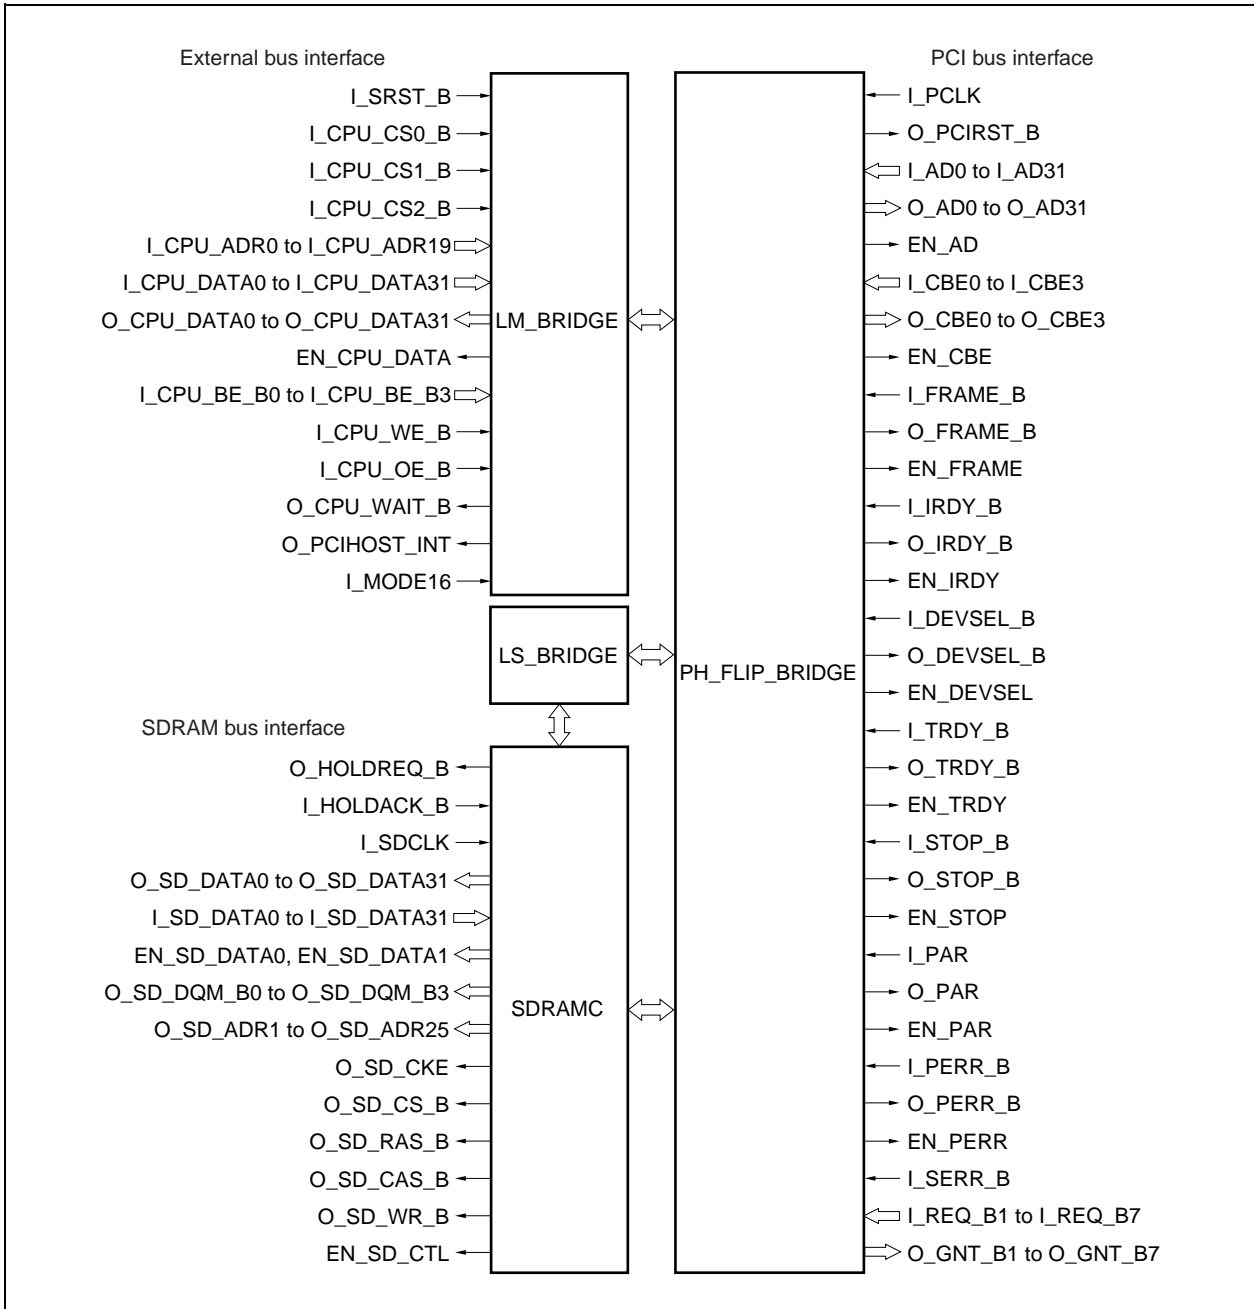 External bus interface
I_SRST_B
I_CPU_CS0_B
I_CPU_CS1_B
I_CPU_CS2_B
I_CPU_ADR0 to I_CPU_ADR19
I_CPU_DATA0 to I_CPU_DATA31
O_CPU_DATA0 to O_CPU_DATA31
EN_CPU_DATA
I_CPU_BE_B0 to I_CPU_BE_B3
I_CPU_WE_B
I_CPU_OE_B
O_CPU_WAIT_B
O_PCIHOST_INT
I_MODE16
LM_BRIDGE
LS_BRIDGE
SDRAM bus interface
O_HOLDREQ_B
I_HOLDACK_B
I_SDCLK
O_SD_DATA0 to O_SD_DATA31
I_SD_DATA0 to I_SD_DATA31
EN_SD_DATA0, EN_SD_DATA1
O_SD_DQM_B0 to O_SD_DQM_B3
O_SD_ADR1 to O_SD_ADR25
O_SD_CKE
O_SD_CS_B
O_SD_RAS_B
O_SD_CAS_B
O_SD_WR_B
EN_SD_CTL
SDRAMC
PH_FLIP_BRIDGE
PCI bus interface
I_PCLK
O_PCIRST_B
I_AD0 to I_AD31
O_AD0 to O_AD31
EN_AD
I_CBE0 to I_CBE3
O_CBE0 to O_CBE3
EN_CBE
I_FRAME_B
O_FRAME_B
EN_FRAME
I_IRDY_B
O_IRDY_B
EN_IRDY
I_DEVSEL_B
O_DEVSEL_B
EN_DEVSEL
I_TRDY_B
O_TRDY_B
EN_TRDY
I_STOP_B
O_STOP_B
EN_STOP
I_PAR
O_PAR
EN_PAR
I_PERR_B
O_PERR_B
EN_PERR
I_SERR_B
I_REQ_B1 to I_REQ_B7
O_GNT_B1 to O_GNT_B7